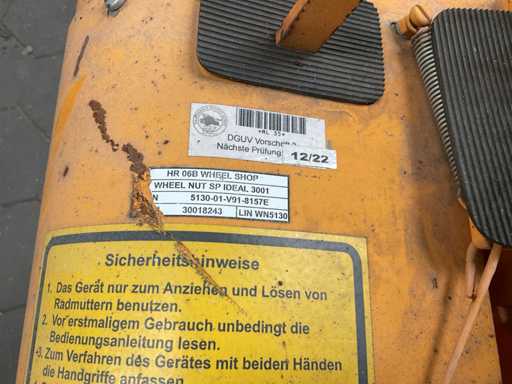 *RL 35*
DGUV Vorschrift 3
Nächste Prüfung:
12/22
HR 06B WHEEL SHOP
WHEEL NUT SP IDEAL 3001
N 5130-01-V91-8157E
30018243 LIN WN5130
Sicherheitshinweise
1. Das Gerät nur zum Anziehen und Lösen von
Radmuttern benutzen.
2. Vor erstmaligem Gebrauch unbedingt die
Bedienungsanleitung lesen.
3. Zum Verfahren des Gerätes mit beiden Händen
die Handgriffe anfassen.